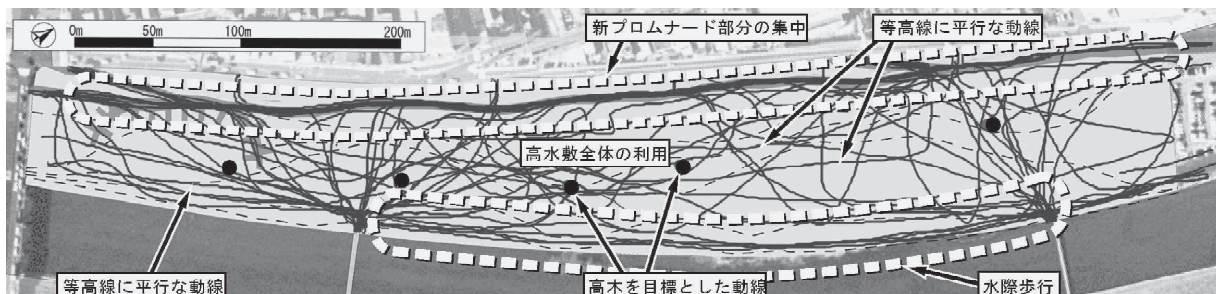 0m 50m 100m 200m
新プロムナード部分の集中
等高線に平行な動線
高水敷全体の利用
等高線に平行な動線
高木を目標とした動線
水際歩行